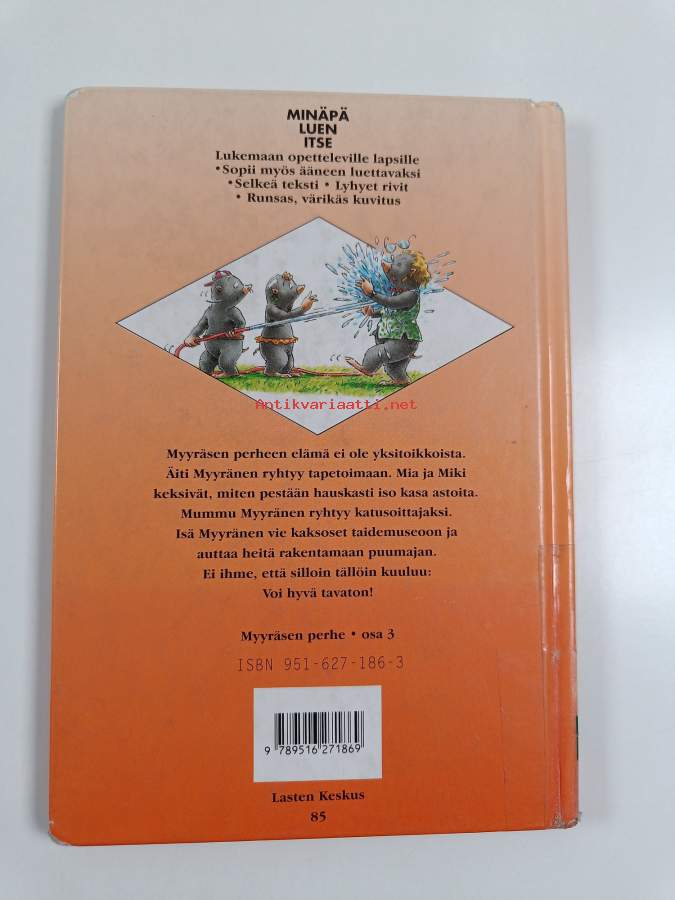 MINÄPÄ
LUEN
ITSE
Lukemaan opetteleville lapsille
• Sopii myös ääneen luettavaksi
• Selkeä teksti • Lyhyet rivit
• Runsas, värikäs kuvitus
Antikvariaatti.net
Myyräsen perheen elämä ei ole yksitoikkoista.
Äiti Myyränen ryhtyy tapetoimaan. Mia ja Miki
keksivät, miten pestään hauskasti iso kasa astoita.
Mummu Myyränen ryhtyy katusoittajaksi.
Isä Myyränen vie kaksoset taidemuseoon ja
auttaa heitä rakentamaan puumajan.
Ei ihme, että silloin tällöin kuuluu:
Voi hyvä tavaton!
Myyräsen perhe • osa 3
ISBN 951-627-186-3
9 789516 271869
Lasten Keskus
85